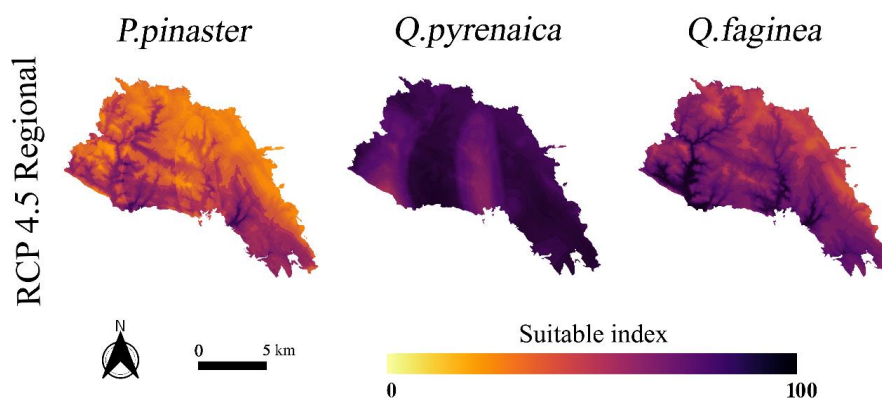 P.pinaster
Q.pyrenaica
Q.faginea
RCP 4.5 Regional
N
0
5 km
Suitable index
0
100